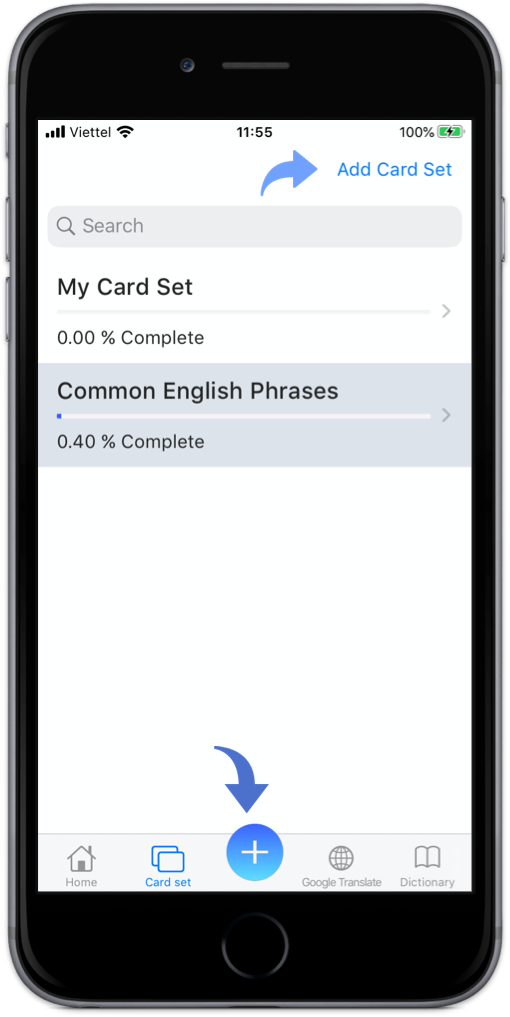 Viettel 11:55 100%
Add Card Set
Search
My Card Set
0.00 % Complete
Common English Phrases
0.40 % Complete
Home Card set Google Translate Dictionary